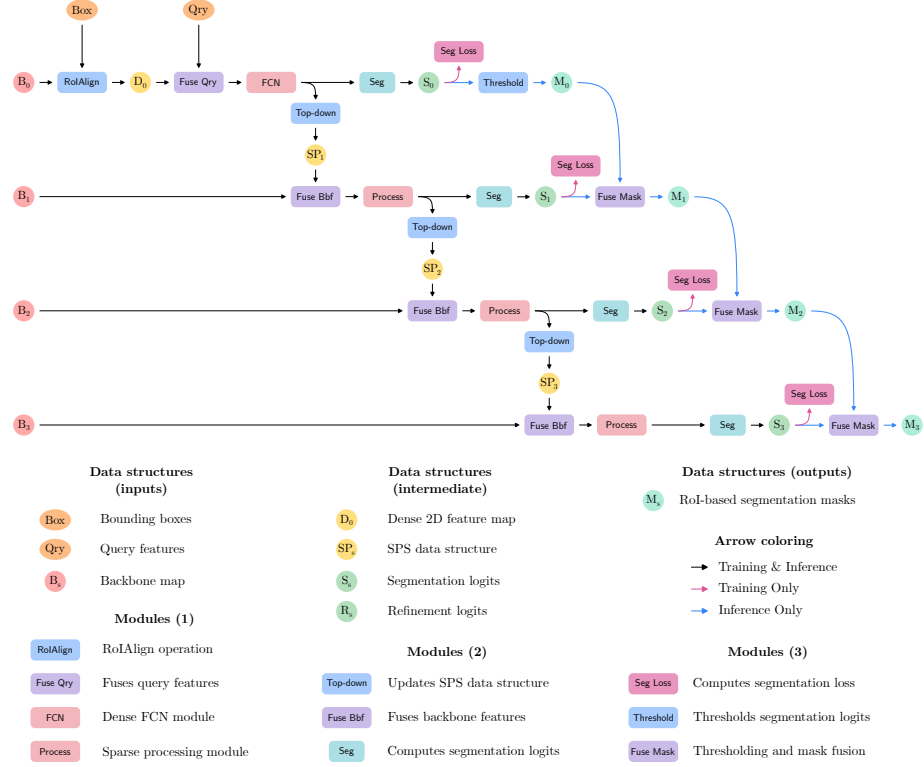 Box
Qry
Seg Loss
B0
RoIAlign
D0
Fuse Qry
FCN
Seg
S0
Threshold
M0
Top-down
SP1
Seg Loss
B1
Fuse Bbf
Process
Seg
S1
Fuse Mask
M1
Top-down
SP2
Seg Loss
B2
Fuse Bbf
Process
Seg
S2
Fuse Mask
M2
Top-down
SP3
Seg Loss
B3
Fuse Bbf
Process
Seg
S3
Fuse Mask
M3
Data structures
(inputs)
Box Bounding boxes
Qry Query features
Bs Backbone map
Modules (1)
RoIAlign RoIAlign operation
Fuse Qry Fuses query features
FCN Dense FCN module
Process Sparse processing module
Data structures
(intermediate)
D0 Dense 2D feature map
SPs SPS data structure
Ss Segmentation logits
Rs Refinement logits
Modules (2)
Top-down Updates SPS data structure
Fuse Bbf Fuses backbone features
Seg Computes segmentation logits
Data structures (outputs)
Ms RoI-based segmentation masks
Arrow coloring
Training & Inference
Training Only
Inference Only
Modules (3)
Seg Loss Computes segmentation loss
Threshold Thresholds segmentation logits
Fuse Mask Thresholding and mask fusion